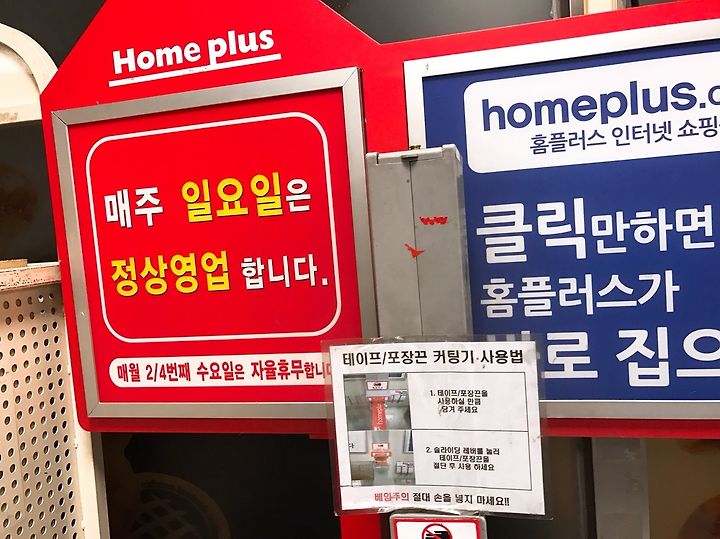 Home plus
매주 일요일은
정상영업 합니다.
매월 2/4번째 수요일은 자율휴무합니다
homeplus.c
홈플러스 인터넷 쇼핑
클릭만하면
홈플러스가
바로 집으
테이프/포장끈 커팅기 사용법
1. 테이프/포장끈을
사용하실 만큼
당겨 주세요
2. 슬라이딩 레버를 눌러
테이프/포장끈을
절단 후 사용 하세요
베임주의 절대 손을 넣지 마세요!!